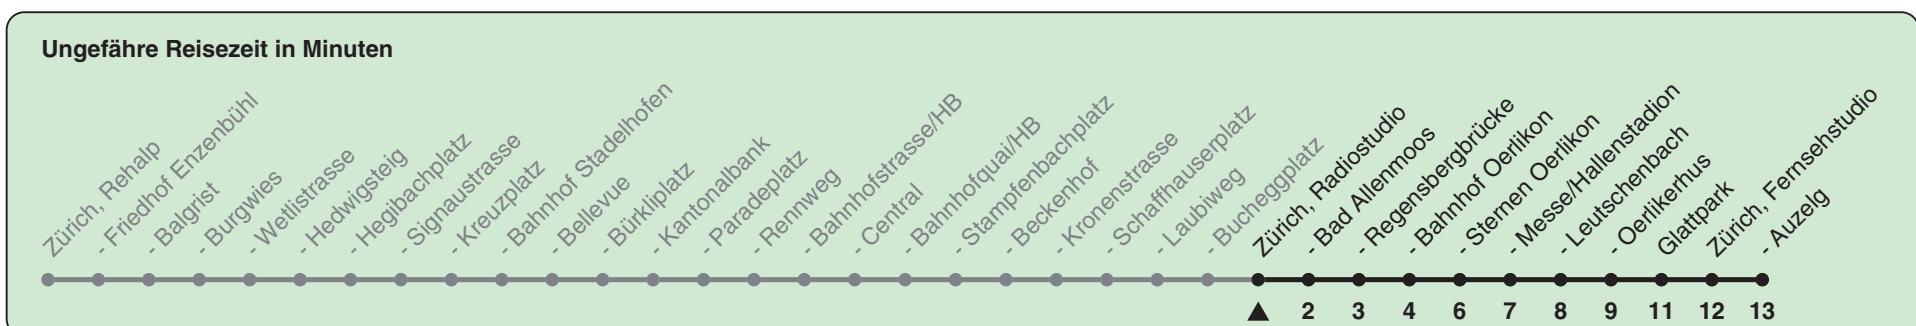 Ungefähre Reisezeit in Minuten
Zürich, Rehalp
- Friedhof Enzenbühl
- Balgrist
- Burgwies
- Wetlistrasse
- Hedwigsteig
- Hegibachplatz
- Signaustrasse
- Kreuzplatz
- Bahnhof Stadelhofen
- Bellevue
- Bürkliplatz
- Kantonalbank
- Paradeplatz
- Rennweg
- Bahnhofstrasse/HB
- Central
- Bahnhofquai/HB
- Stampfenbachplatz
- Beckenhof
- Kronenstrasse
- Schaffhauserplatz
- Laubiweg
- Bucheggplatz
Zürich, Radiostudio
- Bad Allenmoos
- Regensbergbrücke
- Bahnhof Oerlikon
- Sternen Oerlikon
- Messe/Hallenstadion
- Leutschenbach
- Oerlikerhus
Glattpark
Zürich, Fernsehstudio
- Auzelg
2 3 4 6 7 8 9 11 12 13